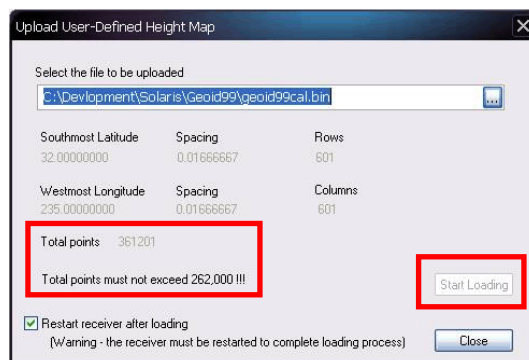 Upload User-Defined Height Map
Select the file to be uploaded
C:\Devlopment\Solaris\Geoid99\geoid99cal.bin
...
Southmost Latitude Spacing Rows
32.00000000 0.01666667 601
Westmost Longitude Spacing Columns
235.00000000 0.01666667 601
Total points 361201
Total points must not exceed 262,000 !!!
Start Loading
Restart receiver after loading
(Warning - the receiver must be restarted to complete loading process)
Close